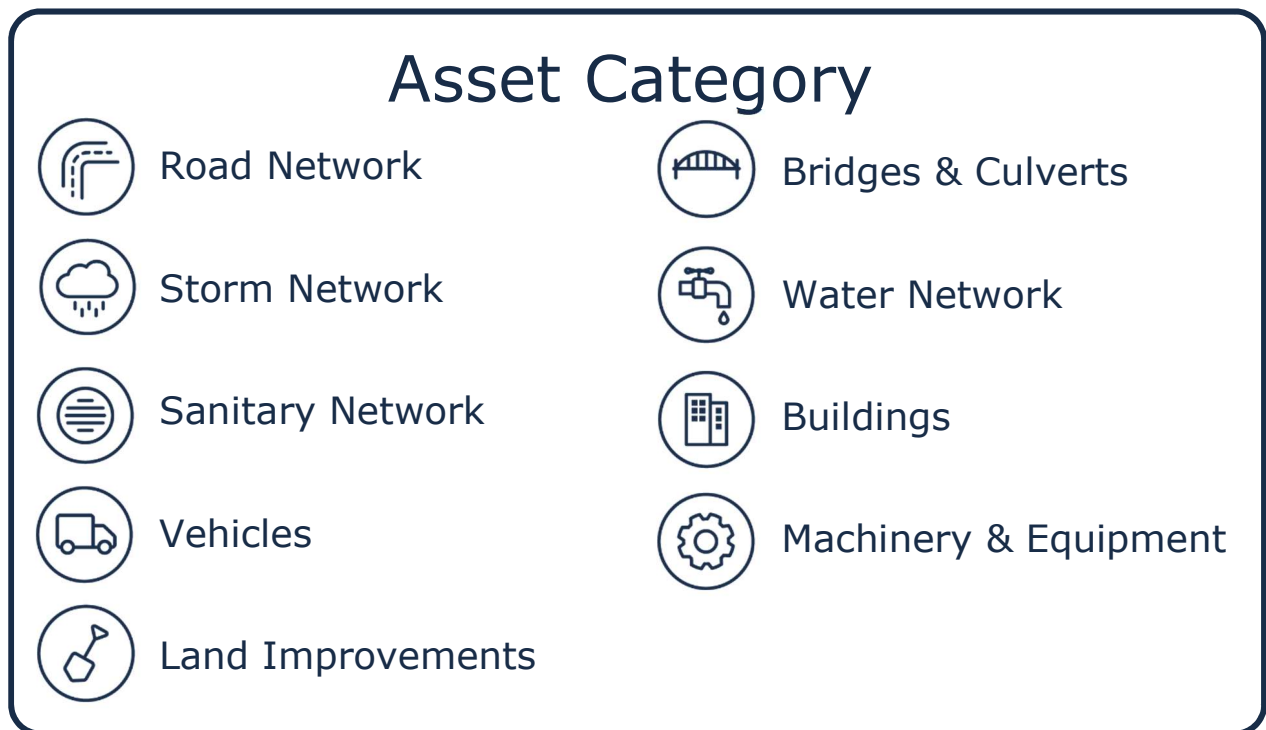 Asset Category
Road Network
Bridges & Culverts
Storm Network
Water Network
Sanitary Network
Buildings
Vehicles
Machinery & Equipment
Land Improvements